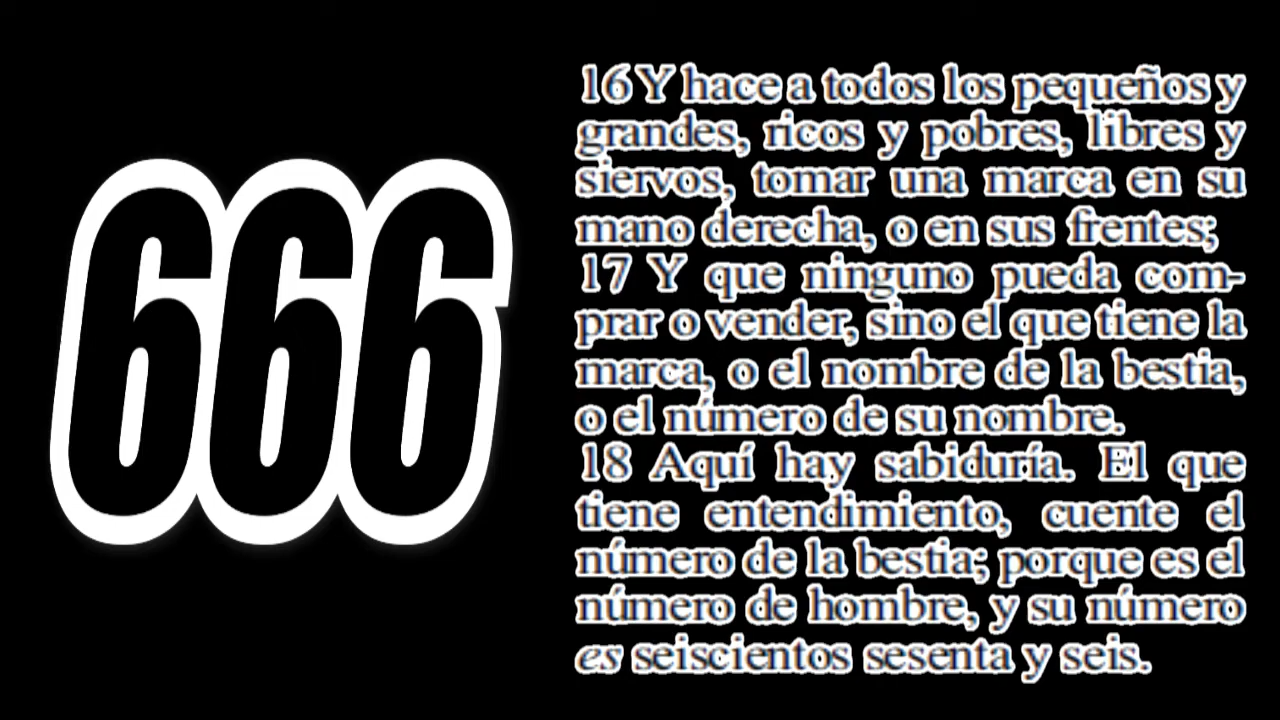 666
16 Y hace a todos los pequeños y
grandes, ricos y pobres, libres y
siervos, tomar una marca en su
mano derecha, o en sus frentes;
17 Y que ninguno pueda com-
prar o vender, sino el que tiene la
marca, o el nombre de la bestia,
o el número de su nombre.
18 Aquí hay sabiduría. El que
tiene entendimiento, cuente el
número de la bestia; porque es el
número de hombre, y su número
es seiscientos sesenta y seis.